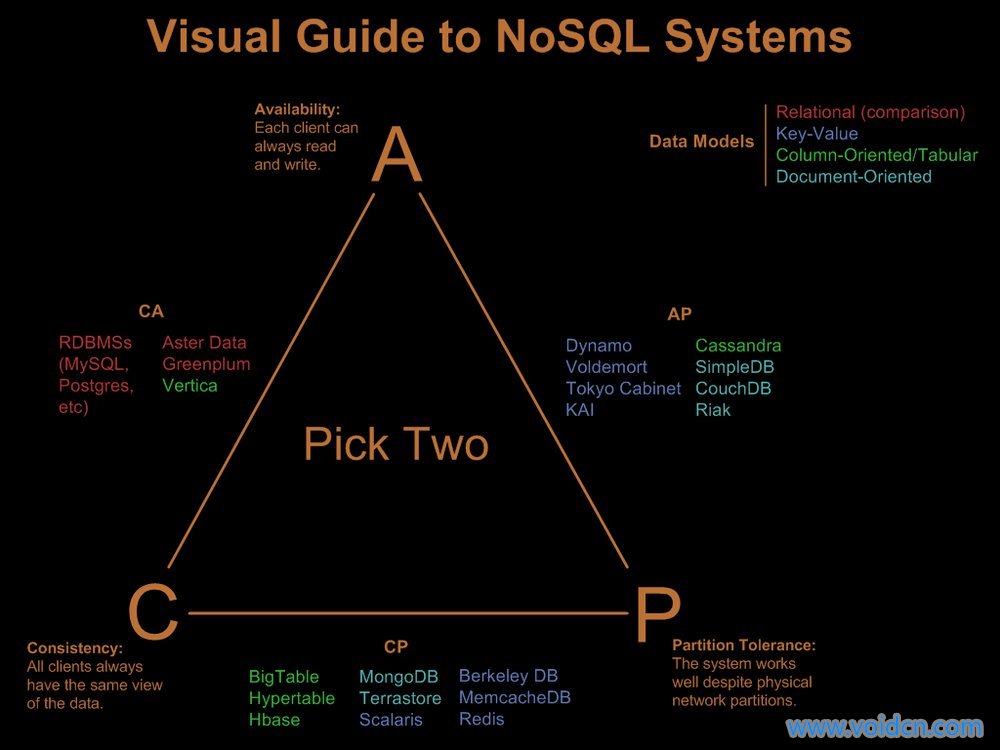 Visual Guide to NoSQL Systems
Availability:
Each client can
always read
and write.
A
Data Models
Relational (comparison)
Key-Value
Column-Oriented/Tabular
Document-Oriented
CA
RDBMSs
(MySQL,
Postgres,
etc)
Aster Data
Greenplum
Vertica
AP
Dynamo
Voldemort
Tokyo Cabinet
KAI
Cassandra
SimpleDB
CouchDB
Riak
Pick Two
C
Consistency:
All clients always
have the same view
of the data.
CP
BigTable
Hypertable
Hbase
MongoDB
Terrastore
Scalaris
Berkeley DB
MemcacheDB
Redis
P
Partition Tolerance:
The system works
well despite physical
network partitions.
www.voidcn.com